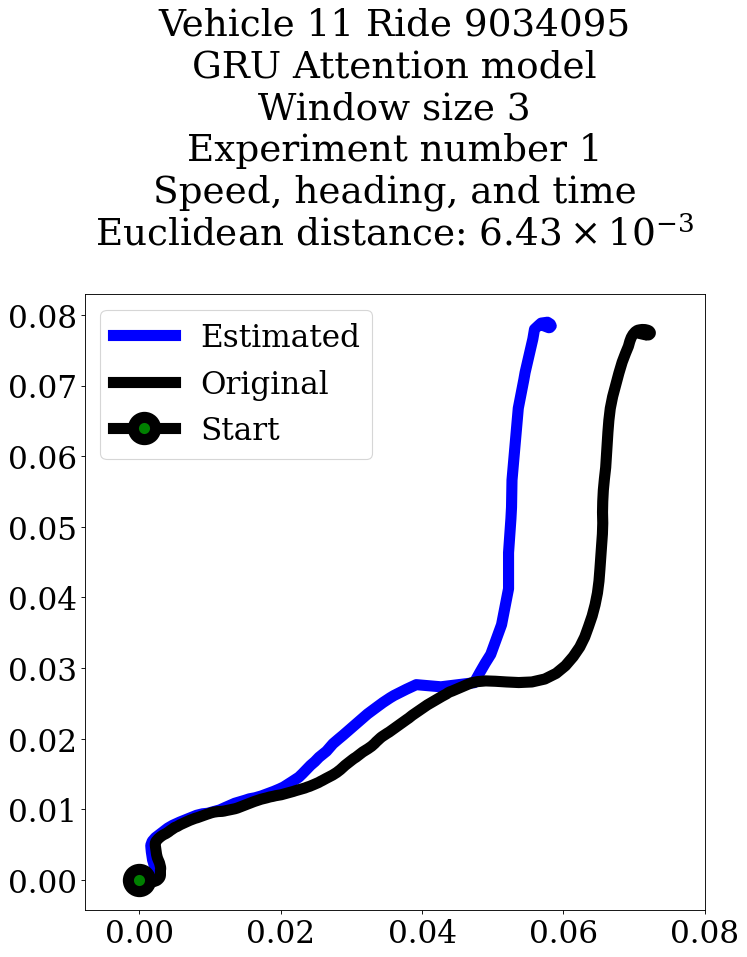 Vehicle 11 Ride 9034095
GRU Attention model
Window size 3
Experiment number 1
Speed, heading, and time
Euclidean distance: 6.43 × 10⁻³
0.08
0.07
0.06
0.05
0.04
0.03
0.02
0.01
0.00
Estimated
Original
Start
0.00 0.02 0.04 0.06 0.08